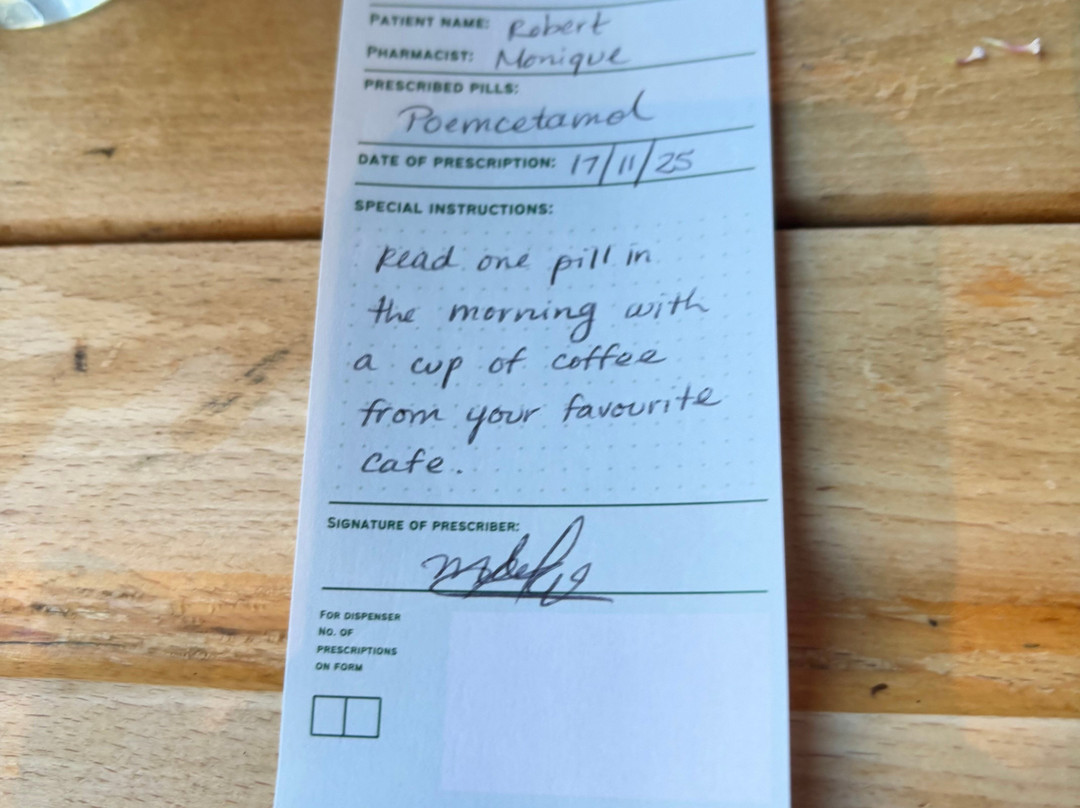 PATIENT NAME: Robert
PHARMACIST: Monique
PRESCRIBED PILLS:
Poemcetamol
DATE OF PRESCRIPTION: 17/11/25
SPECIAL INSTRUCTIONS:
Read one pill in
the morning with
a cup of coffee
from your favourite
cafe.
SIGNATURE OF PRESCRIBER:
FOR DISPENSER
NO. OF
PRESCRIPTIONS
ON FORM